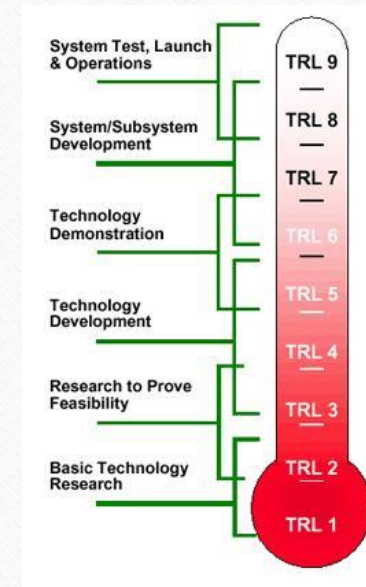 System Test, Launch
& Operations
System/Subsystem
Development
Technology
Demonstration
Technology
Development
Research to Prove
Feasibility
Basic Technology
Research
TRL 9
TRL 8
TRL 7
TRL 6
TRL 5
TRL 4
TRL 3
TRL 2
TRL 1